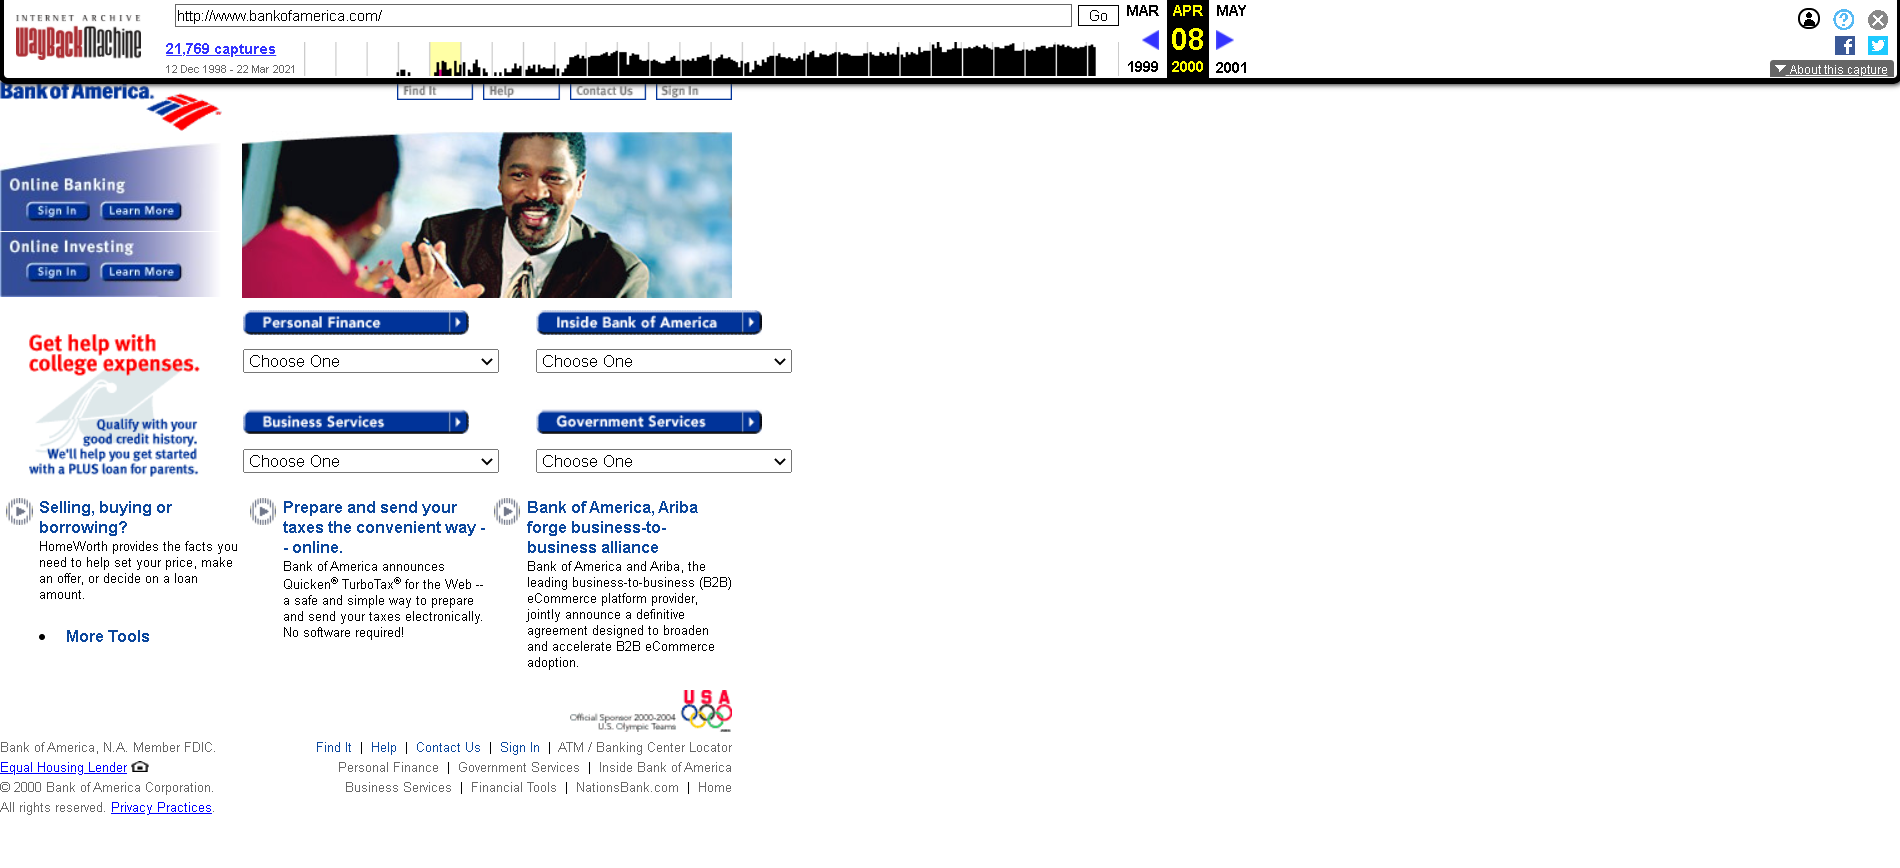 INTERNET ARCHIVE
WayBackMachine
http://www.bankofamerica.com/
Go
MAR
APR
MAY
21,769 captures
08
12 Dec 1998 - 22 Mar 2021
1999
2000
2001
About this capture
Bank of America.
Find It
Help
Contact Us
Sign In
Online Banking
Sign In
Learn More
Online Investing
Sign In
Learn More
Personal Finance
Inside Bank of America
Choose One
Choose One
Get help with
college expenses.
Business Services
Government Services
Choose One
Choose One
Qualify with your
good credit history.
We'll help you get started
with a PLUS loan for parents.
Selling, buying or
borrowing?
HomeWorth provides the facts you
need to help set your price, make
an offer, or decide on a loan
amount.
• More Tools
Prepare and send your
taxes the convenient way -
- online.
Bank of America announces
Quicken® TurboTax® for the Web --
a safe and simple way to prepare
and send your taxes electronically.
No software required!
Bank of America, Ariba
forge business-to-
business alliance
Bank of America and Ariba, the
leading business-to-business (B2B)
eCommerce platform provider,
jointly announce a definitive
agreement designed to broaden
and accelerate B2B eCommerce
adoption.
USA
Official Sponsor 2000-2004
U.S. Olympic Teams
Bank of America, N.A. Member FDIC.
Equal Housing Lender
© 2000 Bank of America Corporation.
All rights reserved. Privacy Practices.
Find It | Help | Contact Us | Sign In | ATM / Banking Center Locator
Personal Finance | Government Services | Inside Bank of America
Business Services | Financial Tools | NationsBank.com | Home